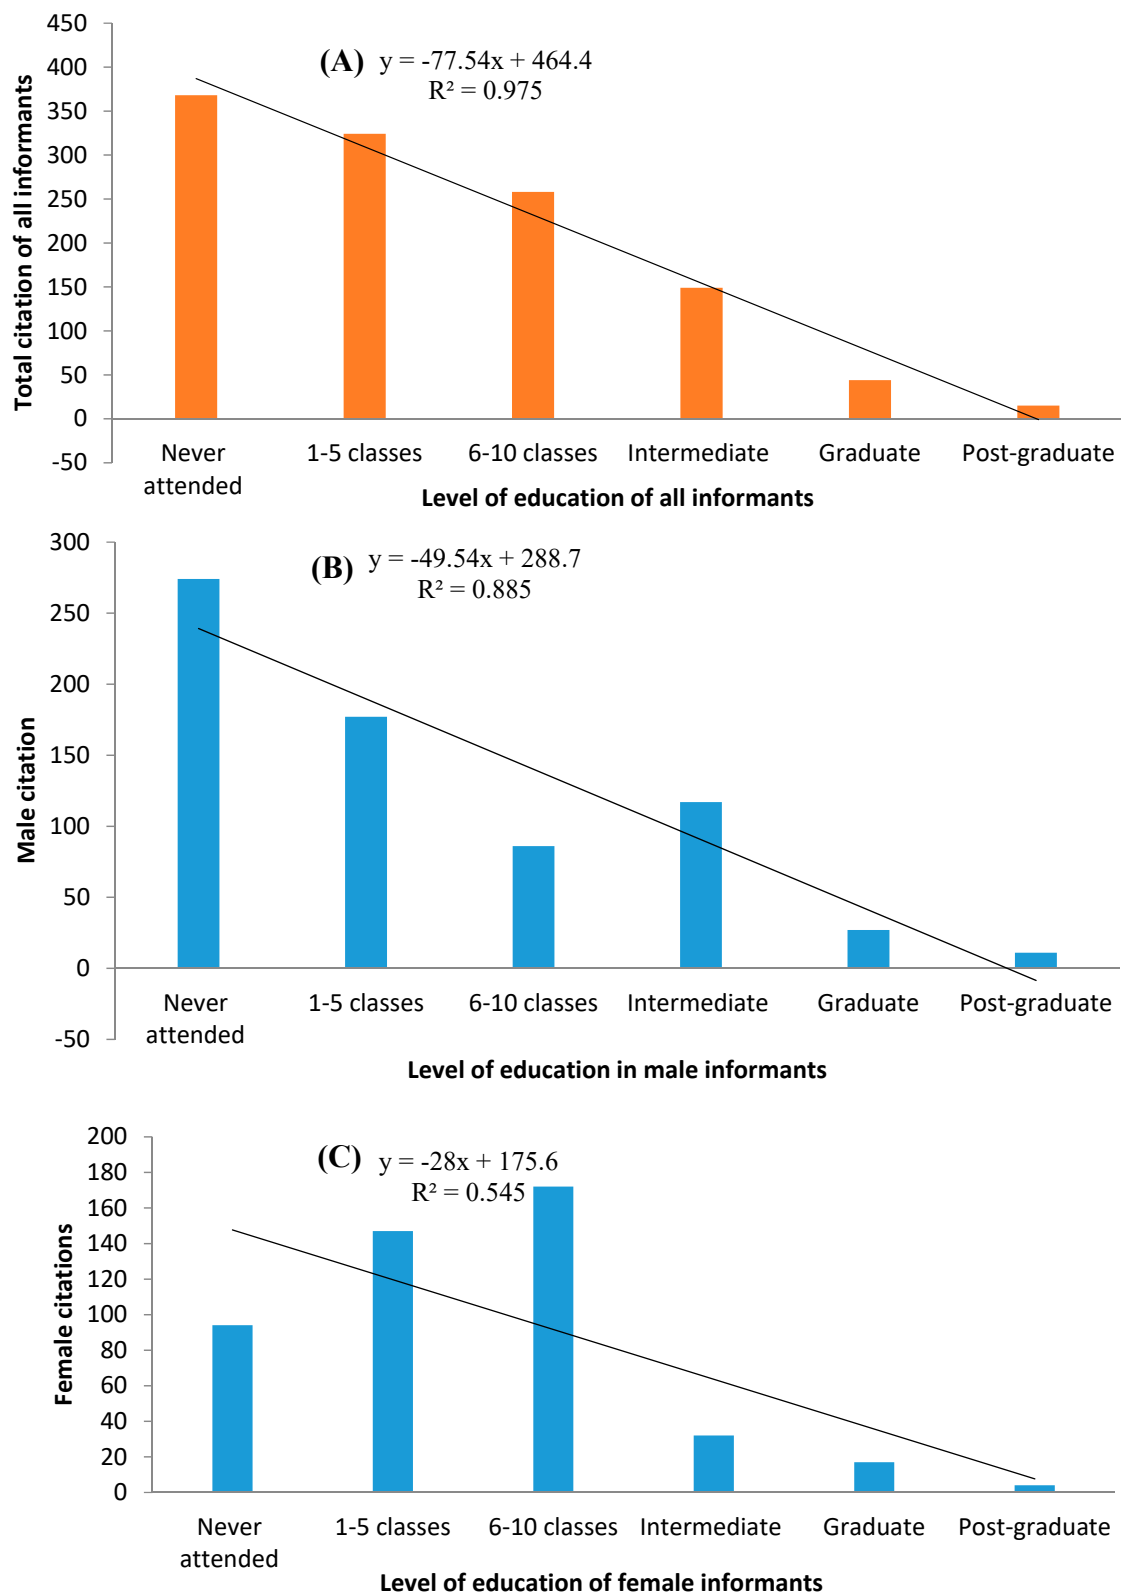 450
400
350
300
250
200
150
100
50
0
-50
Total citation of all informants
(A) y = -77.54x + 464.4
R² = 0.975
Never attended
1-5 classes
6-10 classes
Intermediate
Graduate
Post-graduate
Level of education of all informants
300
250
200
150
100
50
0
-50
Male citation
(B) y = -49.54x + 288.7
R² = 0.885
Never attended
1-5 classes
6-10 classes
Intermediate
Graduate
Post-graduate
Level of education in male informants
200
180
160
140
120
100
80
60
40
20
0
Female citations
(C) y = -28x + 175.6
R² = 0.545
Never attended
1-5 classes
6-10 classes
Intermediate
Graduate
Post-graduate
Level of education of female informants